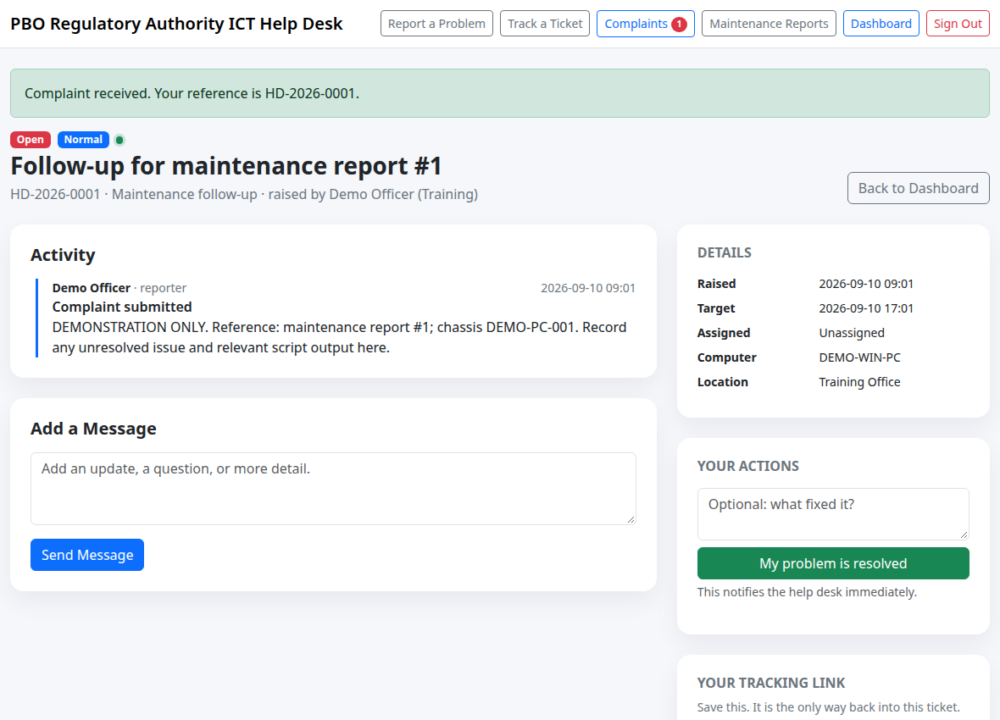 PBO Regulatory Authority ICT Help Desk
Report a Problem
Track a Ticket
Complaints 1
Maintenance Reports
Dashboard
Sign Out
Complaint received. Your reference is HD-2026-0001.
Open Normal
Follow-up for maintenance report #1
HD-2026-0001 · Maintenance follow-up · raised by Demo Officer (Training)
Back to Dashboard
Activity
Demo Officer · reporter 2026-09-10 09:01
Complaint submitted
DEMONSTRATION ONLY. Reference: maintenance report #1; chassis DEMO-PC-001. Record
any unresolved issue and relevant script output here.
Add a Message
Add an update, a question, or more detail.
Send Message
DETAILS
Raised 2026-09-10 09:01
Target 2026-09-10 17:01
Assigned Unassigned
Computer DEMO-WIN-PC
Location Training Office
YOUR ACTIONS
Optional: what fixed it?
My problem is resolved
This notifies the help desk immediately.
YOUR TRACKING LINK
Save this. It is the only way back into this ticket.